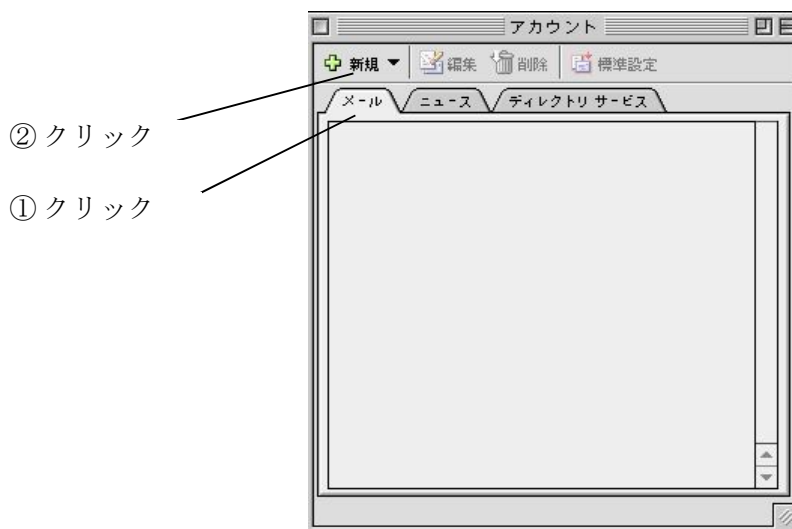 アカウント
新規 編集 削除 標準設定
メール ニュース ディレクトリ サービス
② クリック
① クリック